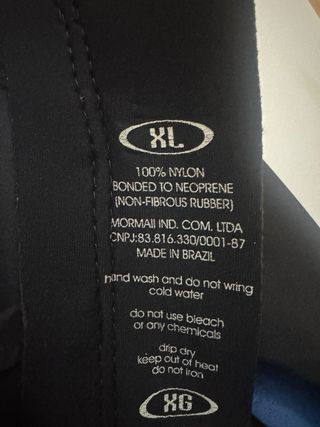 XL
100% NYLON
BONDED TO NEOPRENE
(NON-FIBROUS RUBBER)
MORMAII IND. COM. LTDA
CNPJ:83.816.330/0001-87
MADE IN BRAZIL
hand wash and do not wring
cold water
do not use bleach
or any chemicals
drip dry
keep out of heat
do not iron
XG